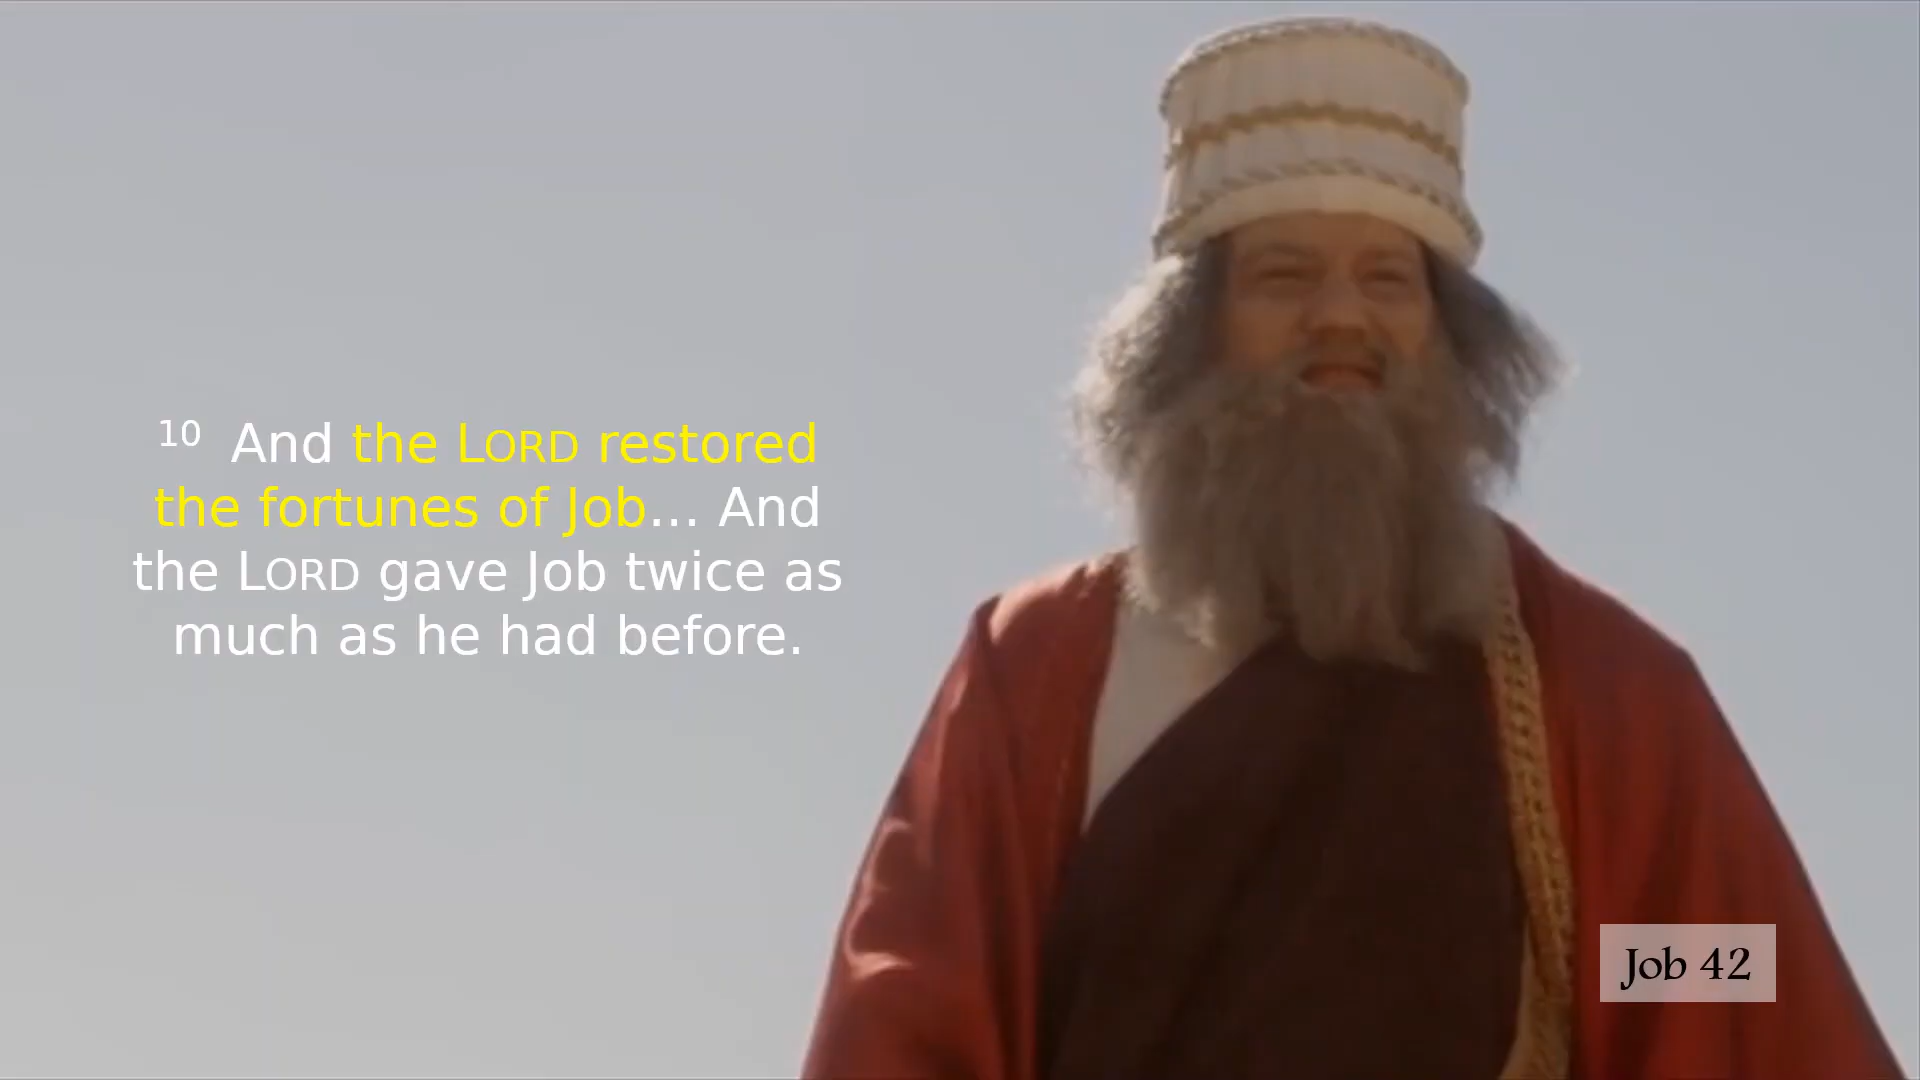 10 And the LORD restored
the fortunes of Job... And
the LORD gave Job twice as
much as he had before.
Job 42